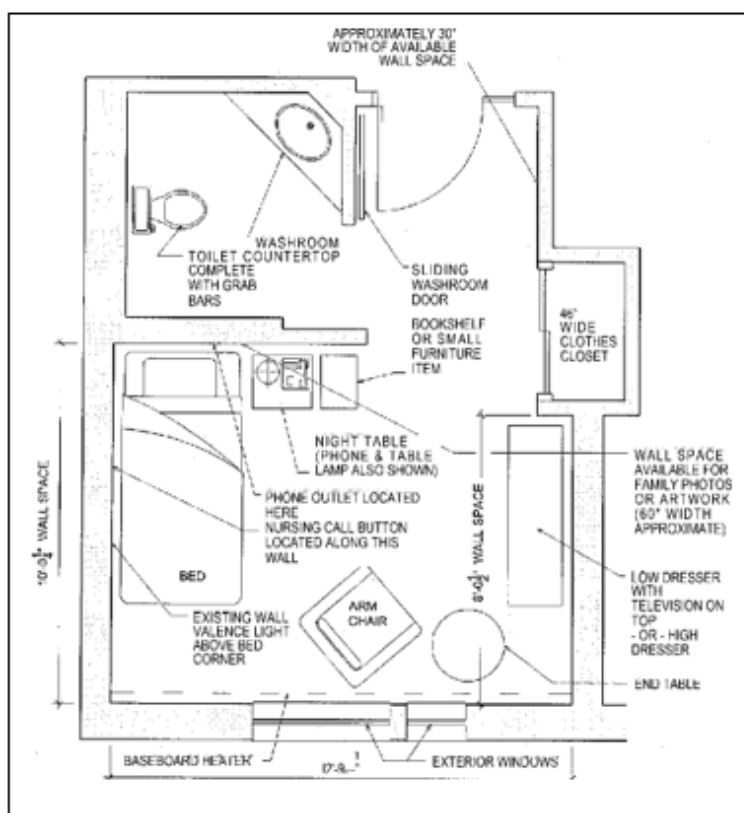 APPROXIMATELY 30"
WIDTH OF AVAILABLE
WALL SPACE
WASHROOM
TOILET COUNTERTOP
COMPLETE
WITH GRAB
BARS
SLIDING
WASHROOM
DOOR
46"
WIDE
CLOTHES
CLOSET
BOOKSHELF
OR SMALL
FURNITURE
ITEM
NIGHT TABLE
(PHONE & TABLE
LAMP ALSO SHOWN)
WALL SPACE
AVAILABLE FOR
FAMILY PHOTOS
OR ARTWORK
(60" WIDTH
APPROXIMATE)
WALL SPACE
WALL SPACE
PHONE OUTLET LOCATED
HERE
NURSING CALL BUTTON
LOCATED ALONG THIS
WALL
BED
LOW DRESSER
WITH
TELEVISION ON
TOP
- OR - HIGH
DRESSER
ARM
CHAIR
EXISTING WALL
VALENCE LIGHT
ABOVE BED
CORNER
END TABLE
BASEBOARD HEATER
EXTERIOR WINDOWS